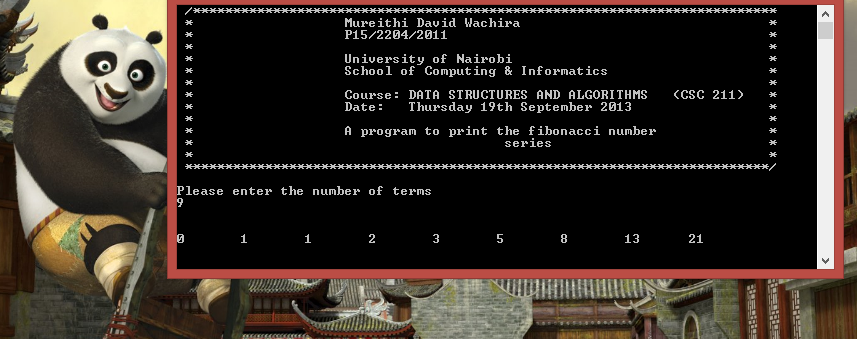 /*************************************************************************
* Mureithi David Wachira *
* P15/2204/2011 *
* *
* University of Nairobi *
* School of Computing & Informatics *
* *
* Course: DATA STRUCTURES AND ALGORITHMS (CSC 211) *
* Date: Thursday 19th September 2013 *
* *
* A program to print the fibonacci number *
* series *
* *
*************************************************************************/
Please enter the number of terms
9
0 1 1 2 3 5 8 13 21